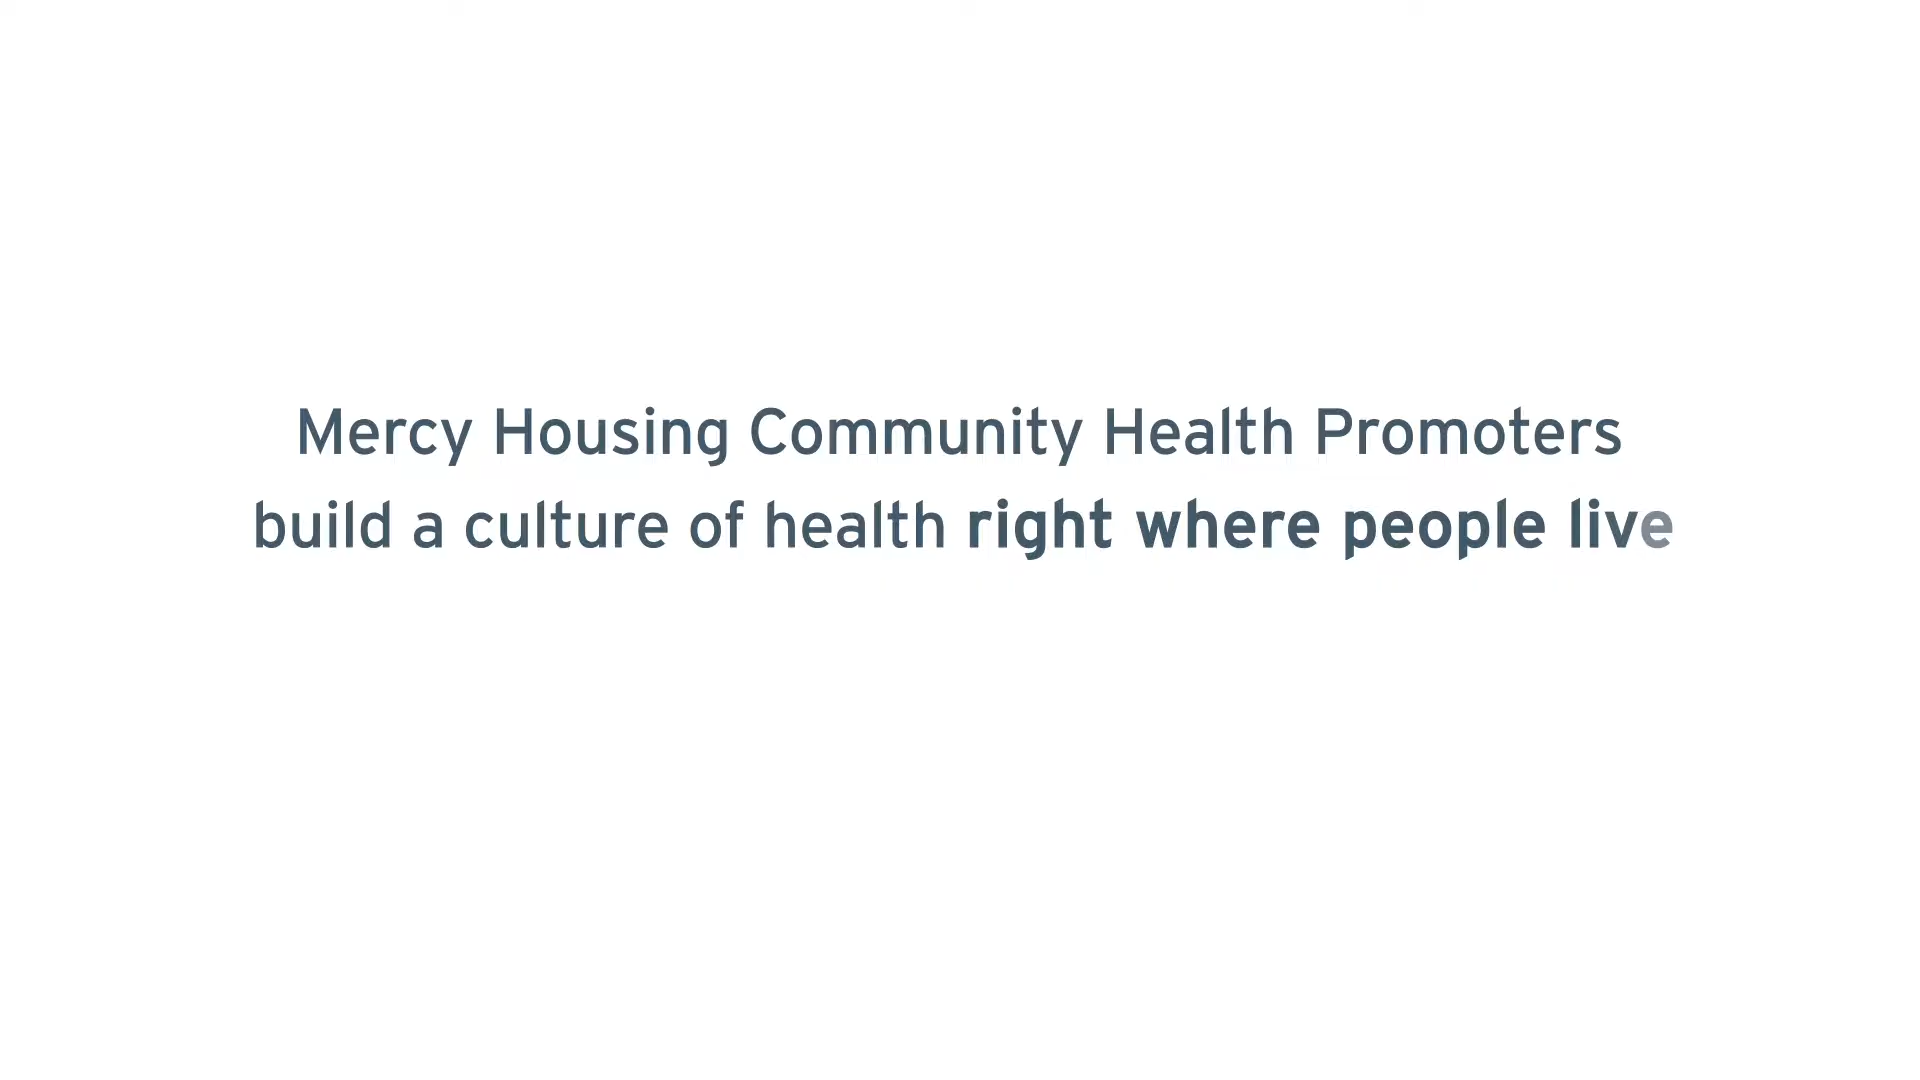 Mercy Housing Community Health Promoters
build a culture of health right where people live